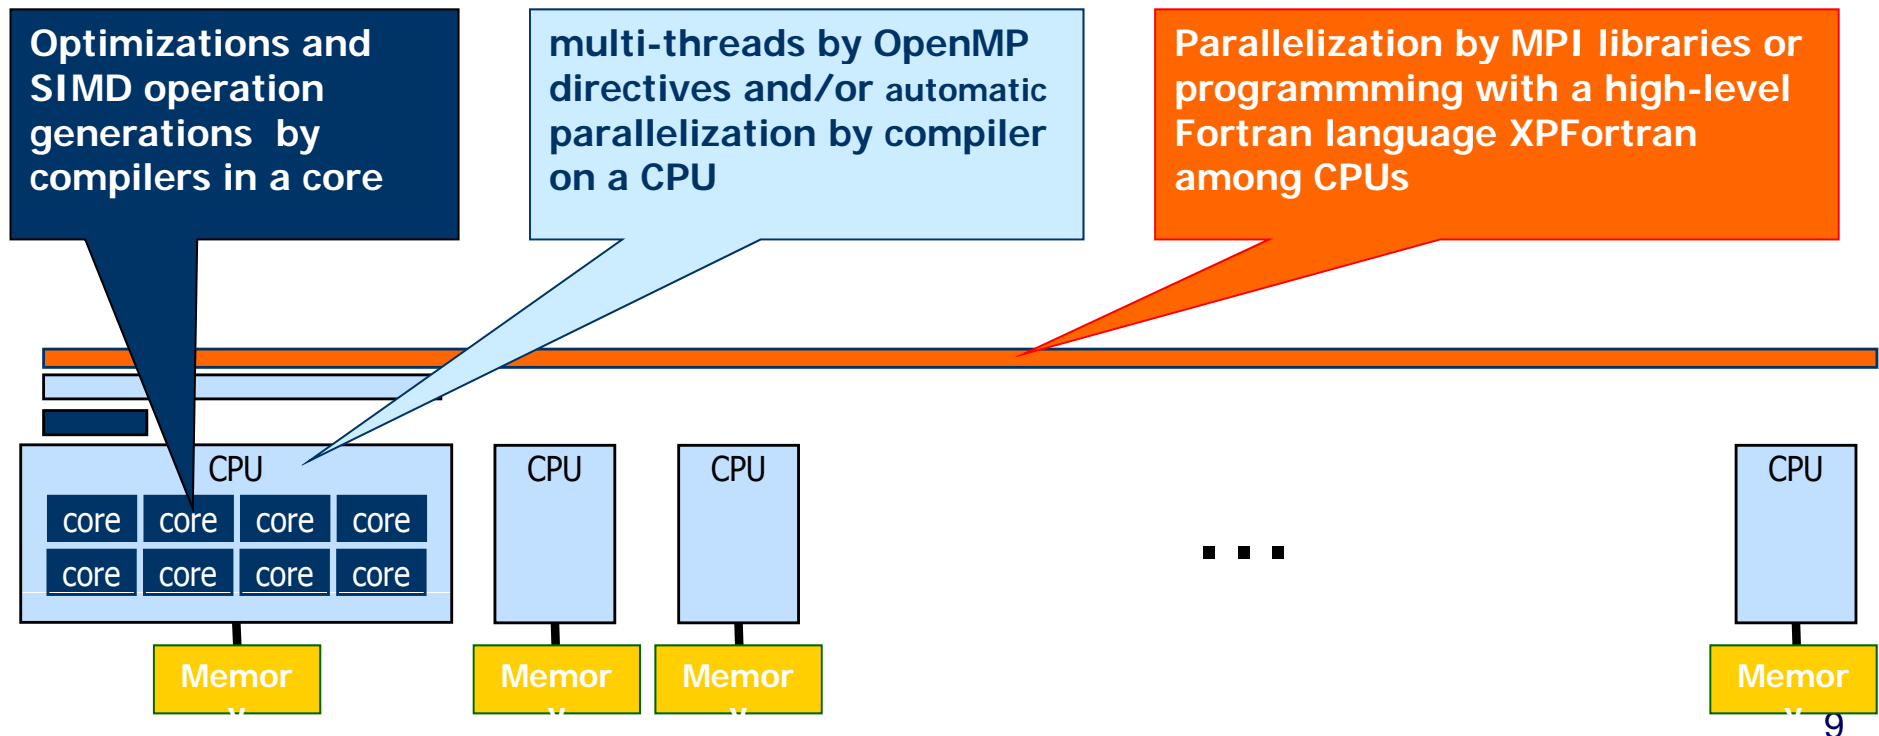 Optimizations and
SIMD operation
generations by
compilers in a core
multi-threads by OpenMP
directives and/or automatic
parallelization by compiler
on a CPU
Parallelization by MPI libraries or
programmming with a high-level
Fortran language XPFortran
among CPUs
CPU
CPU
CPU
CPU
core core core core
core core core core
Memor
y
Memor
y
Memor
y
Memor
y
9